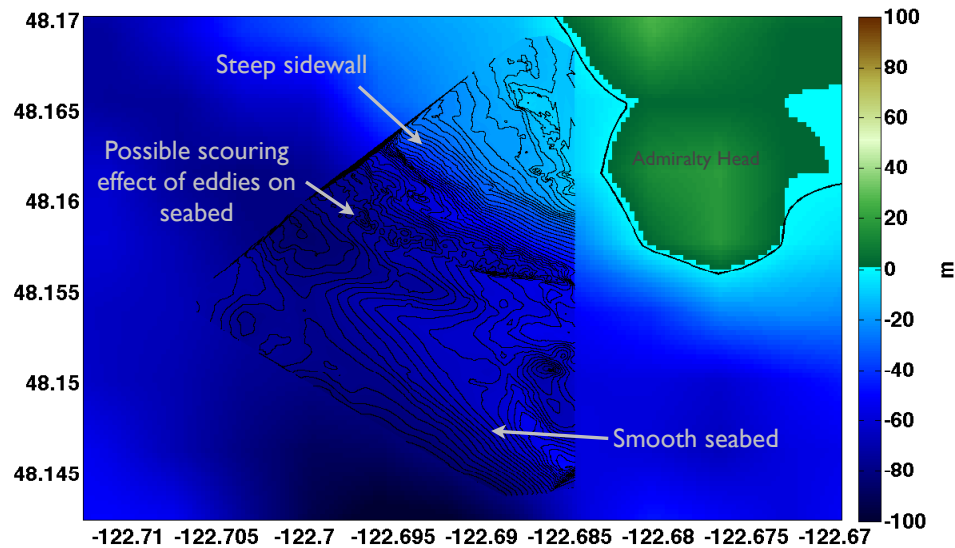 48.17
48.165
48.16
48.155
48.15
48.145
Steep sidewall
Possible scouring
effect of eddies on
seabed
Admiralty Head
Smooth seabed
-122.71 -122.705 -122.7 -122.695 -122.69 -122.685 -122.68 -122.675 -122.67
100
80
60
40
20
0
-20
-40
-60
-80
-100
m